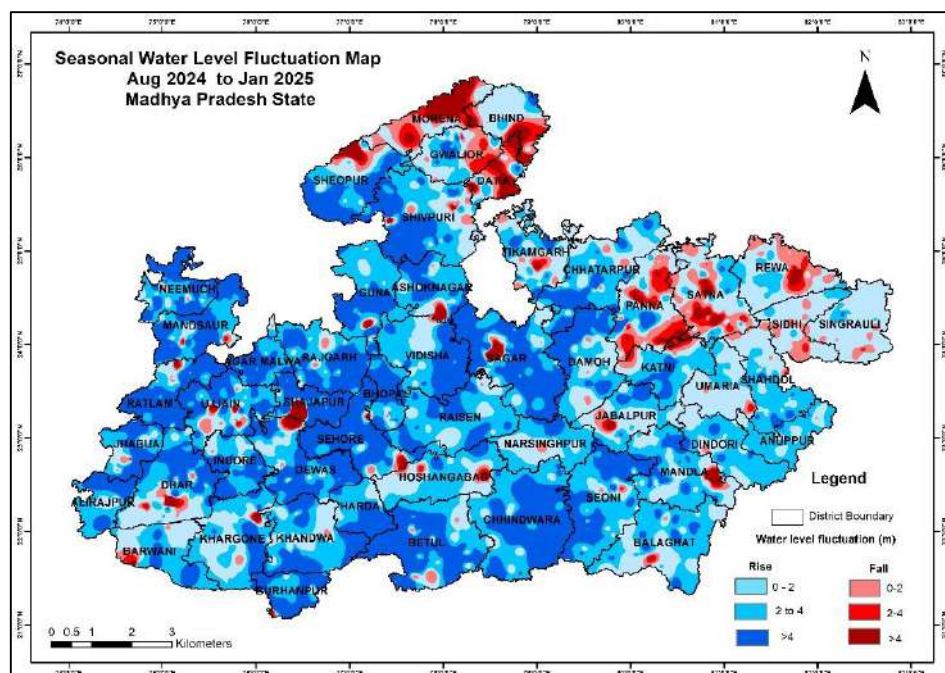 Seasonal Water Level Fluctuation Map
Aug 2024 to Jan 2025
Madhya Pradesh State
N
MORENA
BHIND
GWALIOR
DATIA
SHEOPUR
SHIVPURI
TIKAMGARH
CHHATARPUR
REWA
NEEMUCH
GUNA
ASHOKNAGAR
PANNA
SATNA
SIDHI
SINGRAULI
MANDSAUR
AGAR MALWA
RAJGARH
VIDISHA
SAGAR
DAMOH
KATNI
UMARIA
SHAHDOL
RATLAM
UJJAIN
SHAJAPUR
BHOPAL
RAISEN
JABALPUR
JHABUA
SEHORE
NARSINGHPUR
DINDORI
ANUPPUR
INDORE
DEWAS
HOSHANGABAD
MANDLA
ALIRAJPUR
DHAR
HARDA
SEONI
BARWANI
KHARGONE
KHANDWA
BETUL
CHHINDWARA
BALAGHAT
BURHANPUR
Legend
District Boundary
Water level fluctuation (m)
Rise
Fall
0 - 2
0-2
2 to 4
2-4
>4
>4
0 0.5 1 2 3
Kilometers